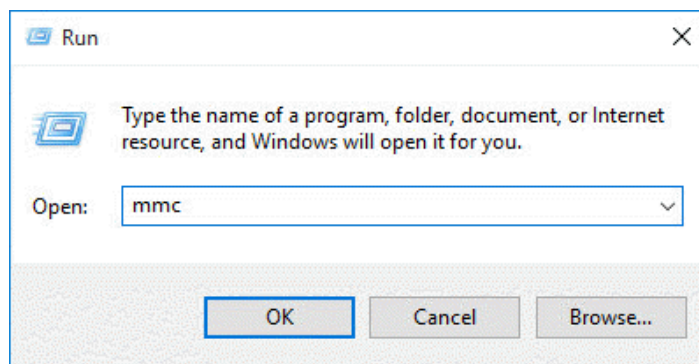 Run
Type the name of a program, folder, document, or Internet
resource, and Windows will open it for you.
Open: mmc
OK Cancel Browse...